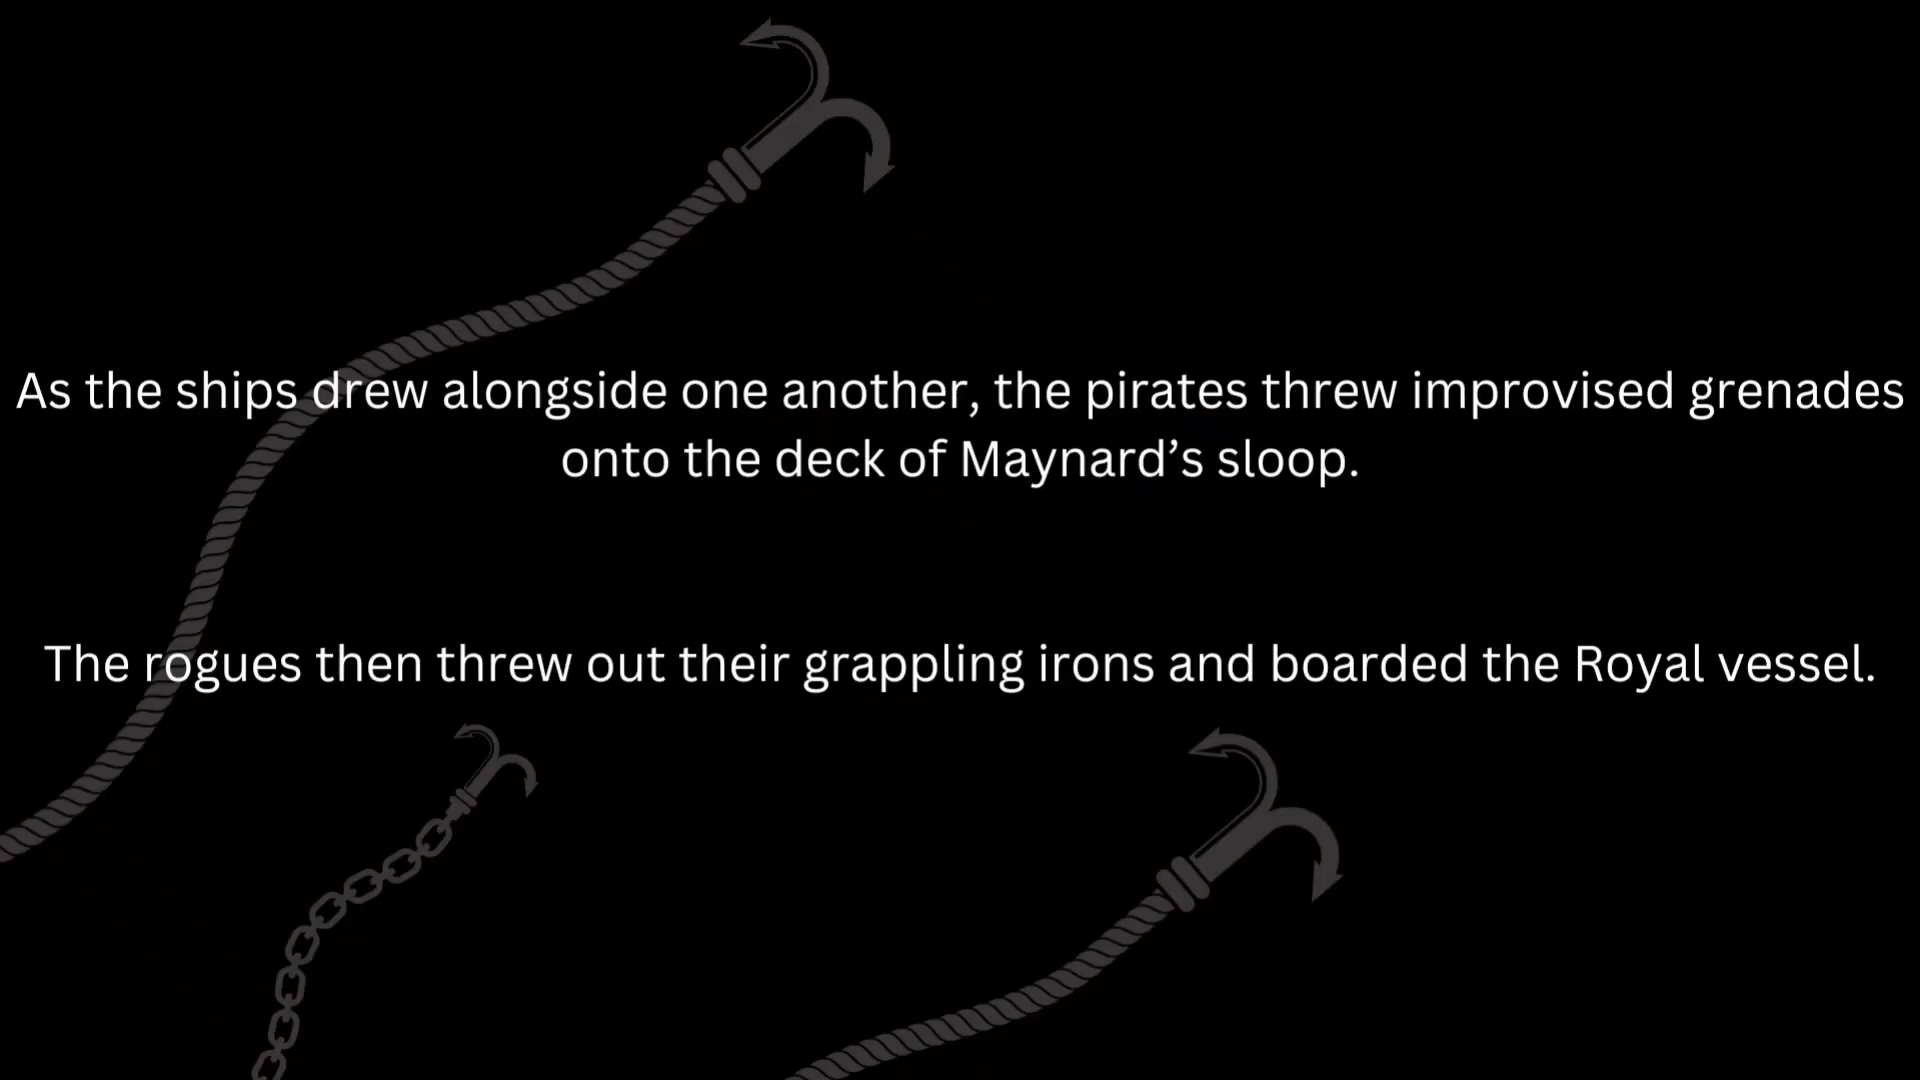 As the ships drew alongside one another, the pirates threw improvised grenades
onto the deck of Maynard’s sloop.
The rogues then threw out their grappling irons and boarded the Royal vessel.